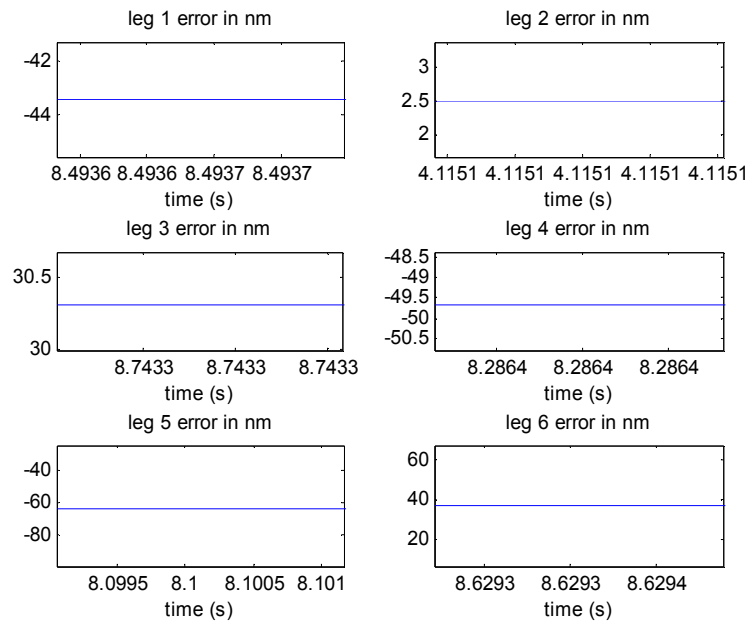 leg 1 error in nm
-42
-44
8.4936 8.4936 8.4937 8.4937
time (s)
leg 2 error in nm
3
2.5
2
4.1151 4.1151 4.1151 4.1151 4.1151
time (s)
leg 3 error in nm
30.5
30
8.7433 8.7433 8.7433
time (s)
leg 4 error in nm
-48.5
-49
-49.5
-50
-50.5
8.2864 8.2864 8.2864
time (s)
leg 5 error in nm
-40
-60
-80
8.0995 8.1 8.1005 8.101
time (s)
leg 6 error in nm
60
40
20
8.6293 8.6293 8.6294
time (s)